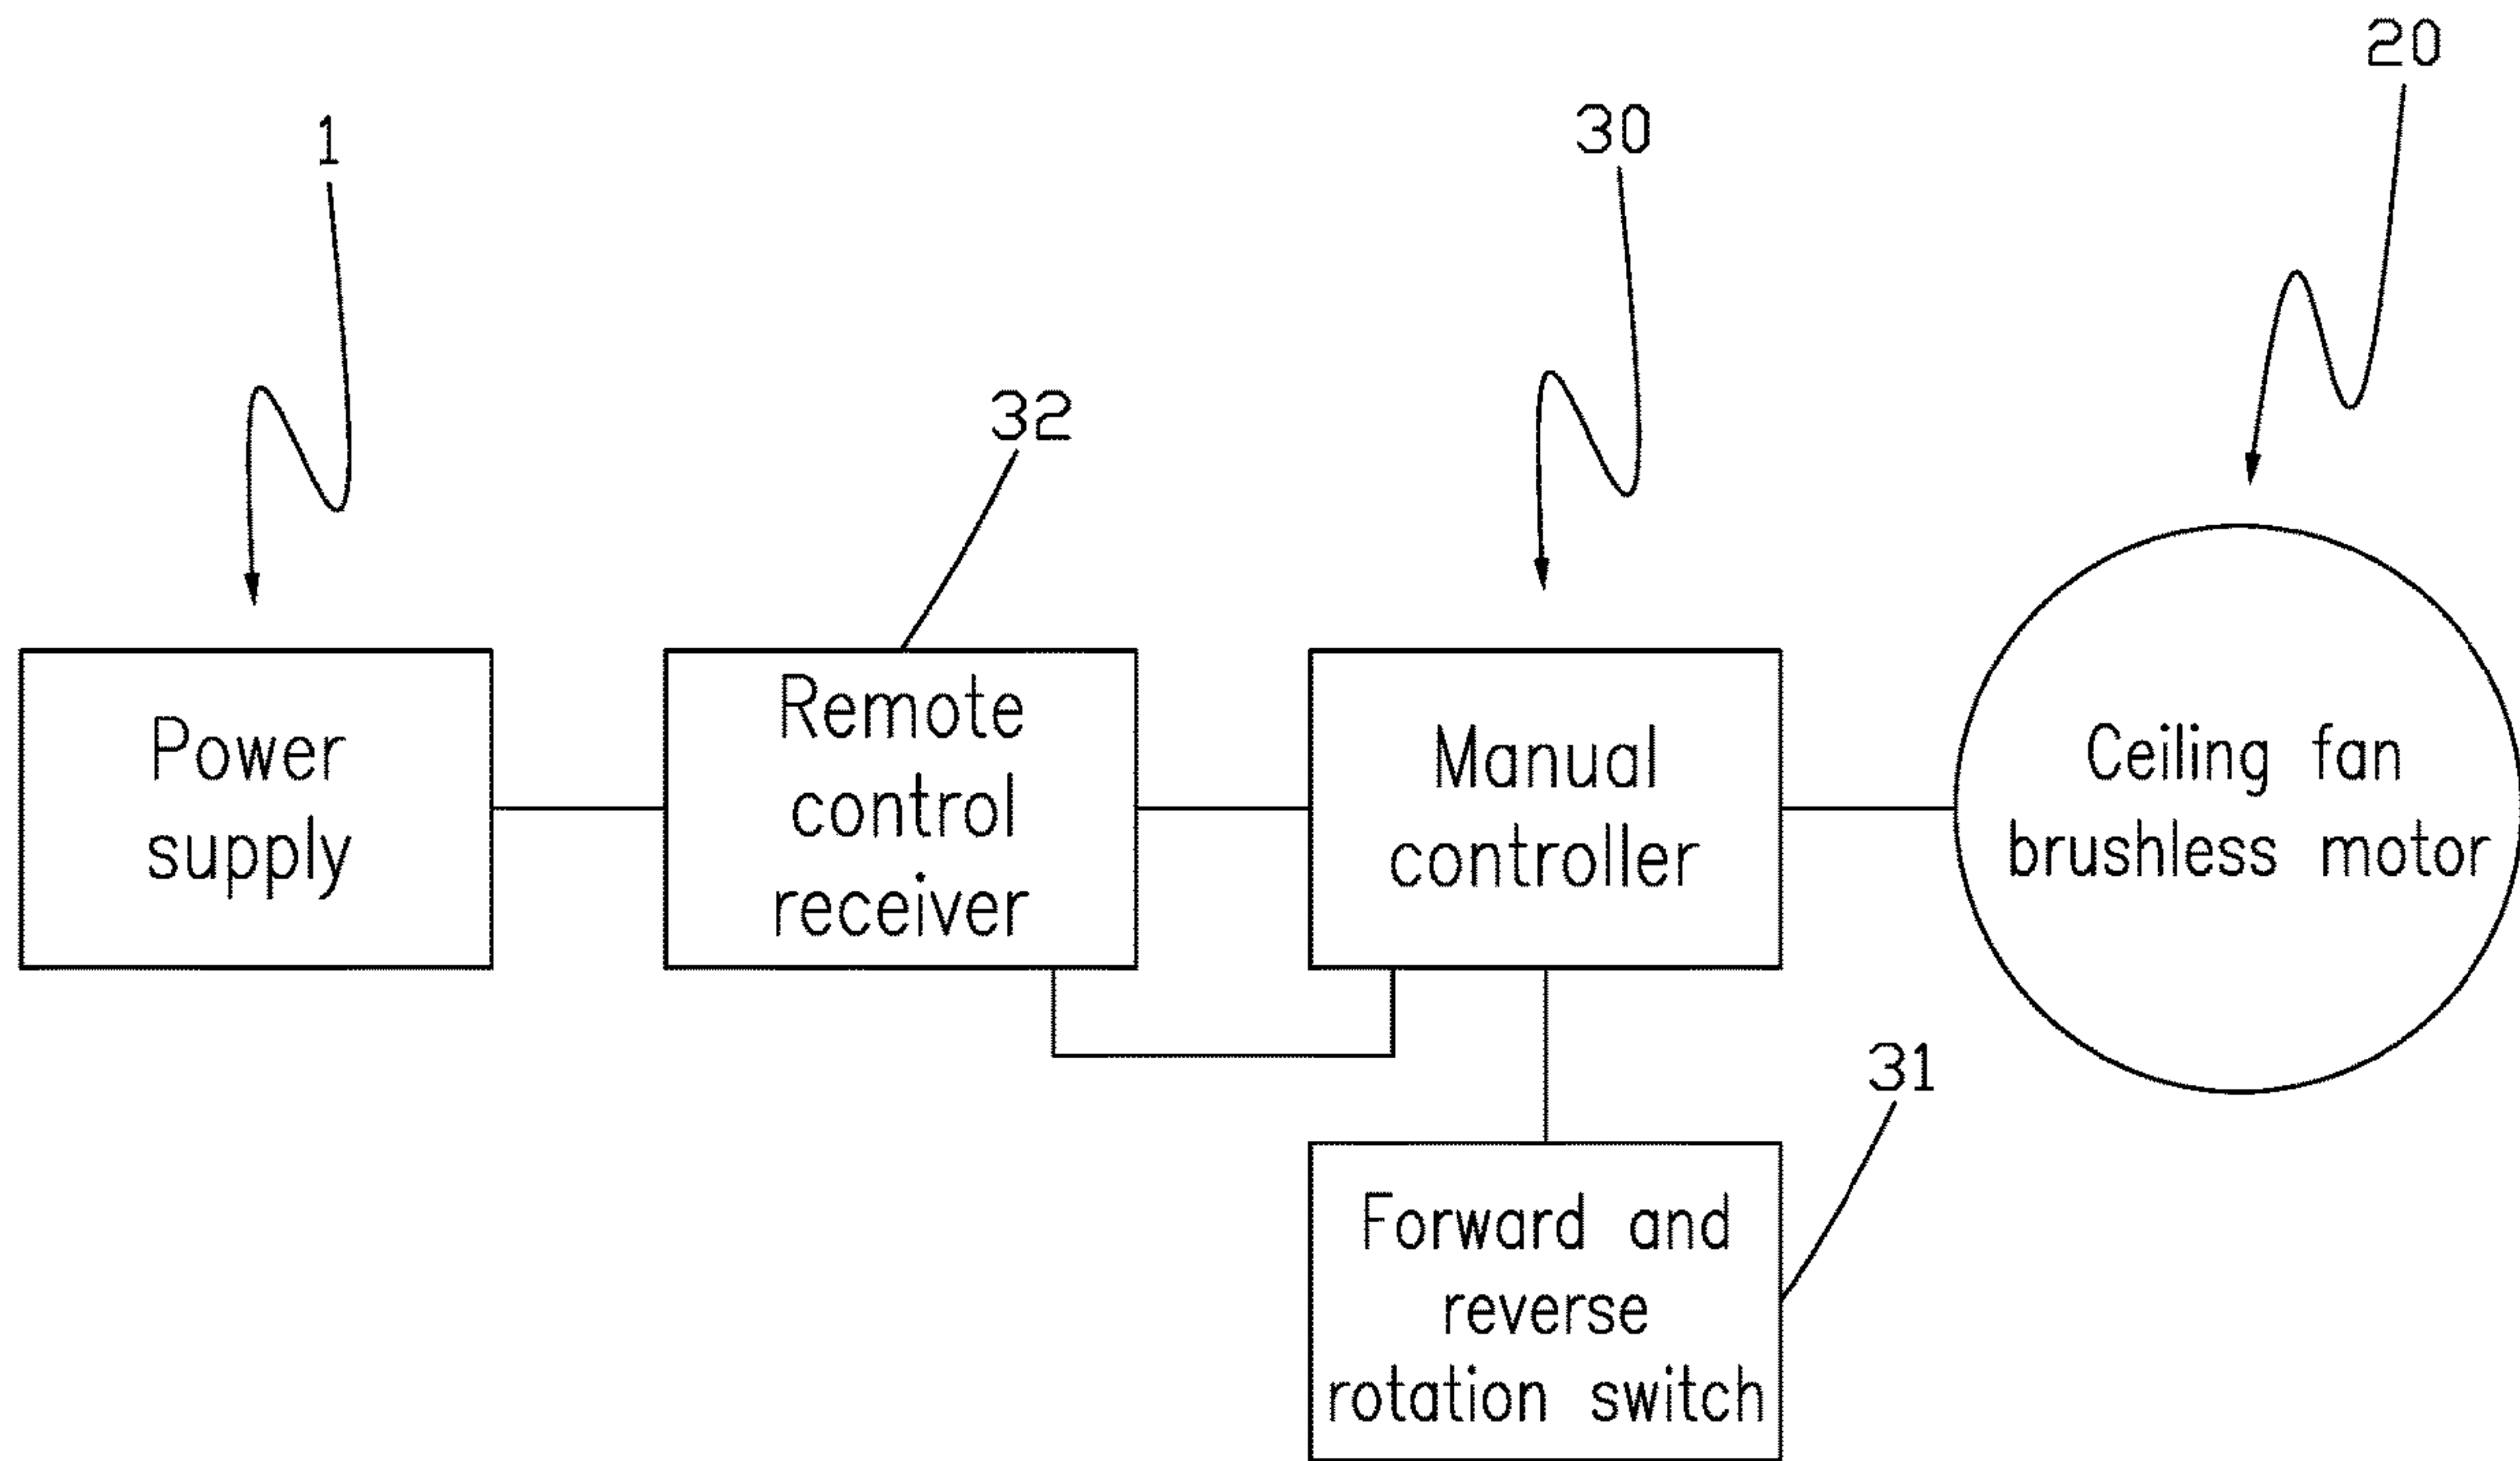 20
1
30
32
Power
supply
Remote
control
receiver
Manual
controller
Ceiling fan
brushless motor
31
Forward and
reverse
rotation switch